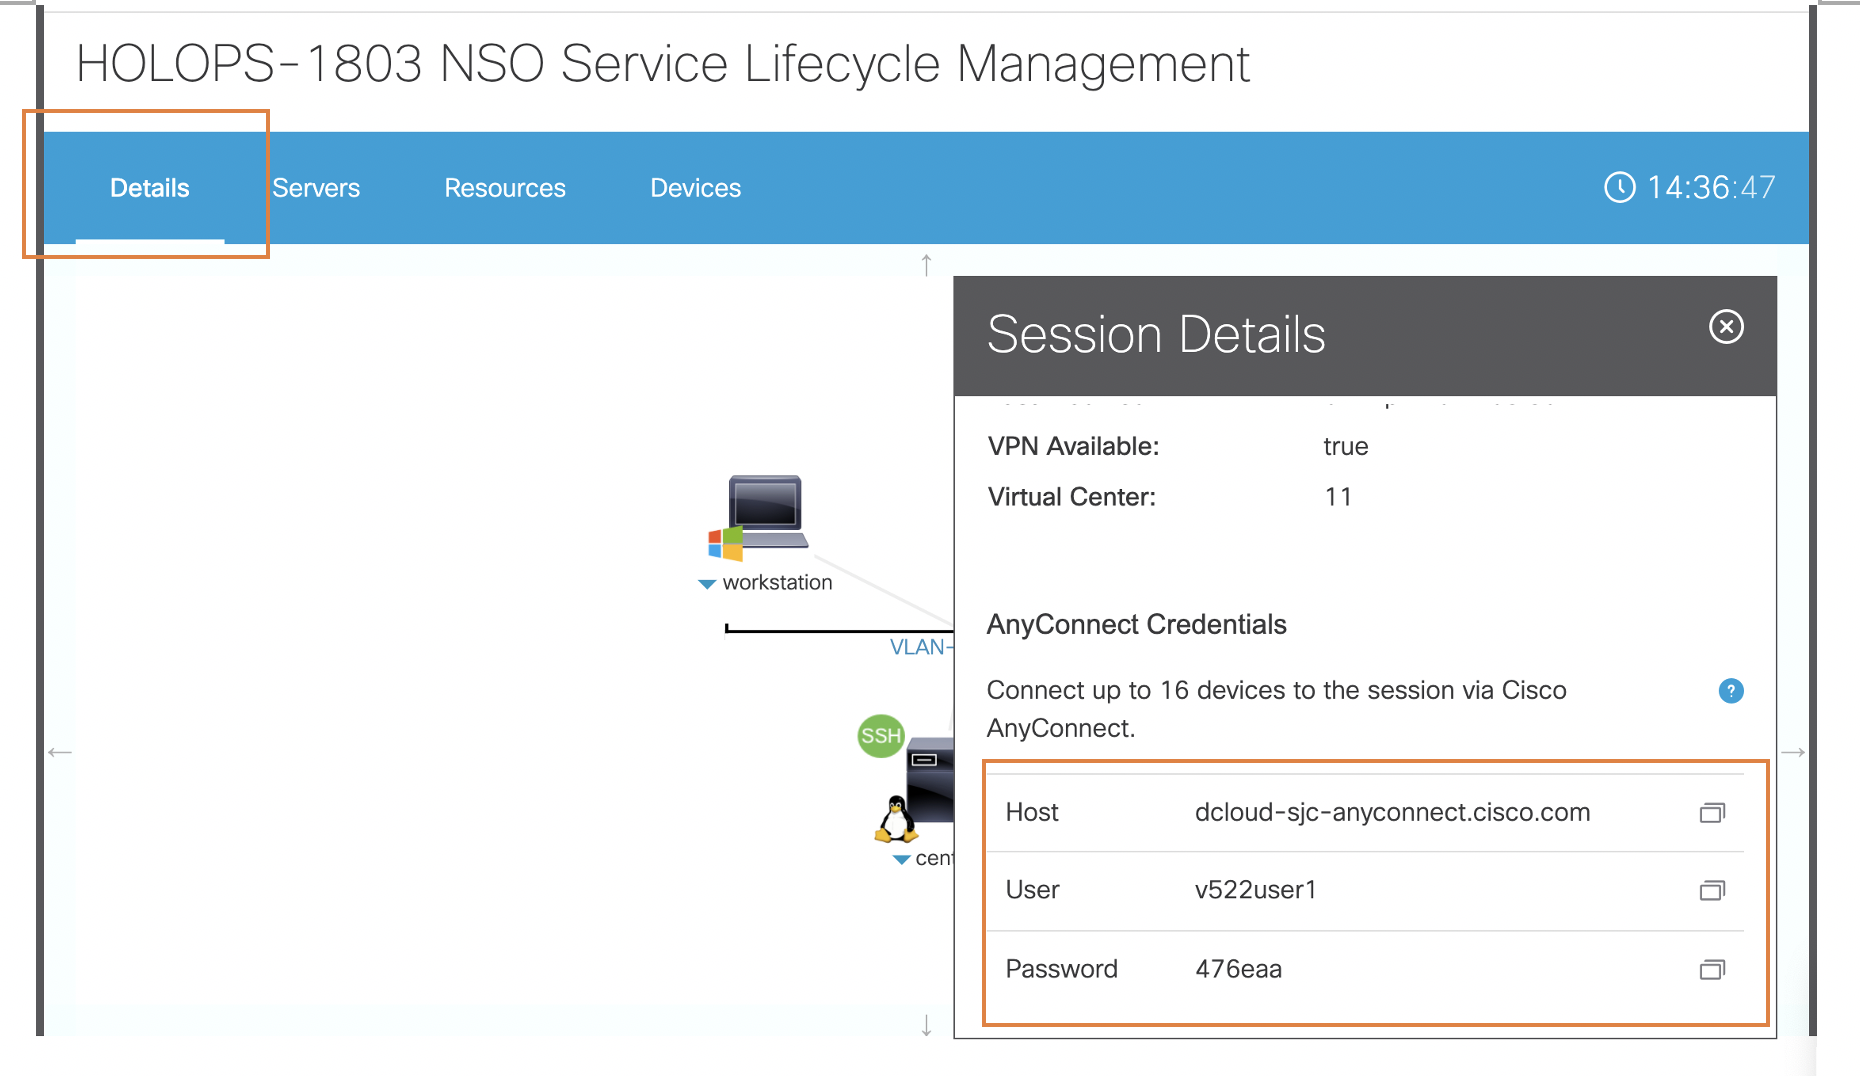 HOLOPS-1803 NSO Service Lifecycle Management
Details Servers Resources Devices 14:36:47
Session Details
VPN Available: true
Virtual Center: 11
workstation
AnyConnect Credentials
VLAN-
Connect up to 16 devices to the session via Cisco
AnyConnect.
?
SSH
Host dcloud-sjc-anyconnect.cisco.com
cent
User v522user1
Password 476eaa